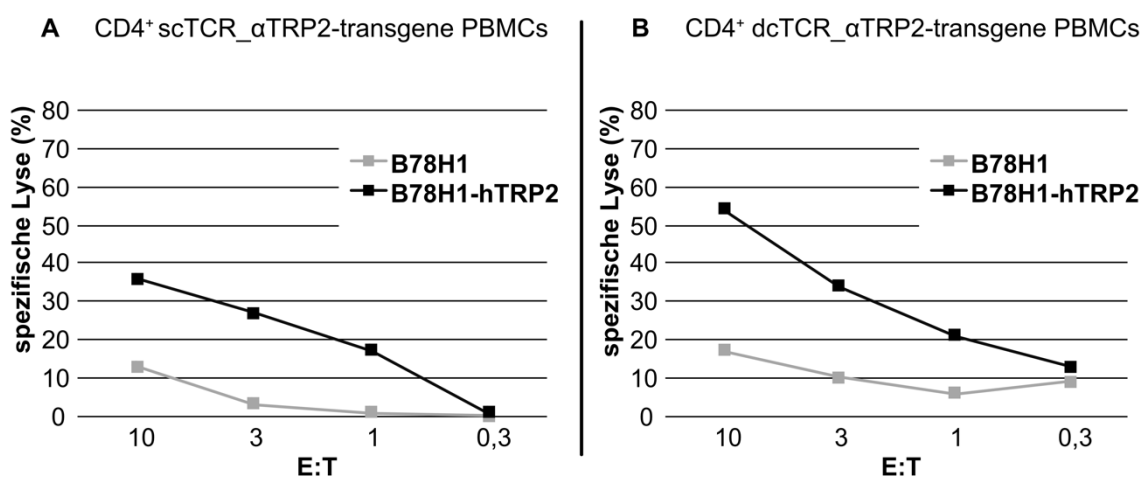 A CD4⁺ scTCR_αTRP2-transgene PBMCs
spezifische Lyse (%)
80
70
60
50
40
30
20
10
0
B78H1
B78H1-hTRP2
10 3 1 0,3
E:T
B CD4⁺ dcTCR_αTRP2-transgene PBMCs
spezifische Lyse (%)
80
70
60
50
40
30
20
10
0
B78H1
B78H1-hTRP2
10 3 1 0,3
E:T